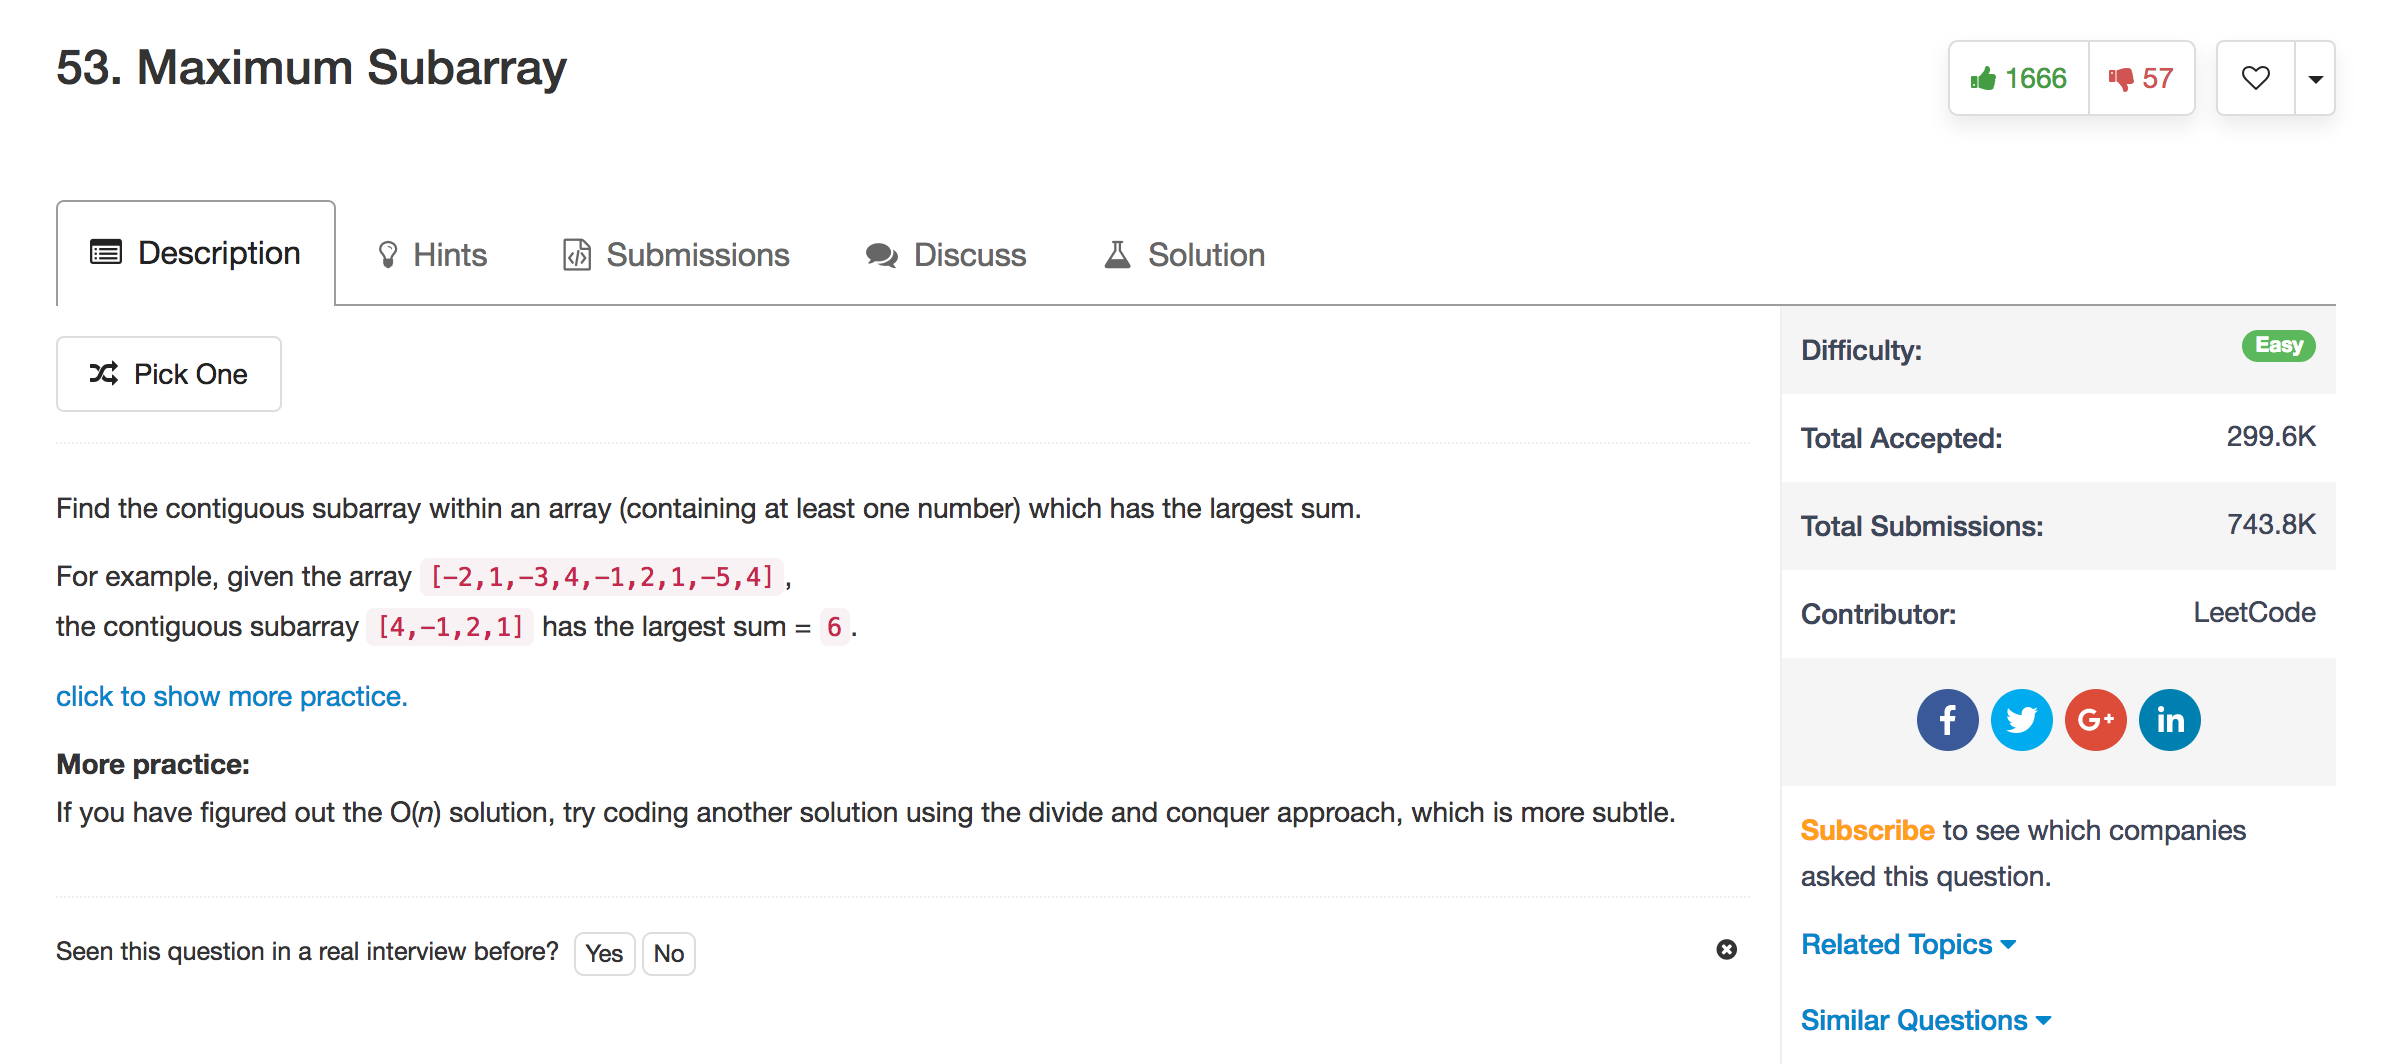 53. Maximum Subarray
1666
57
Description
Hints
Submissions
Discuss
Solution
Pick One
Find the contiguous subarray within an array (containing at least one number) which has the largest sum.
For example, given the array [−2,1,−3,4,−1,2,1,−5,4],
the contiguous subarray [4,−1,2,1] has the largest sum = 6.
click to show more practice.
More practice:
If you have figured out the O(n) solution, try coding another solution using the divide and conquer approach, which is more subtle.
Seen this question in a real interview before? Yes No
Difficulty: Easy
Total Accepted: 299.6K
Total Submissions: 743.8K
Contributor: LeetCode
f G+ in
Subscribe to see which companies
asked this question.
Related Topics
Similar Questions